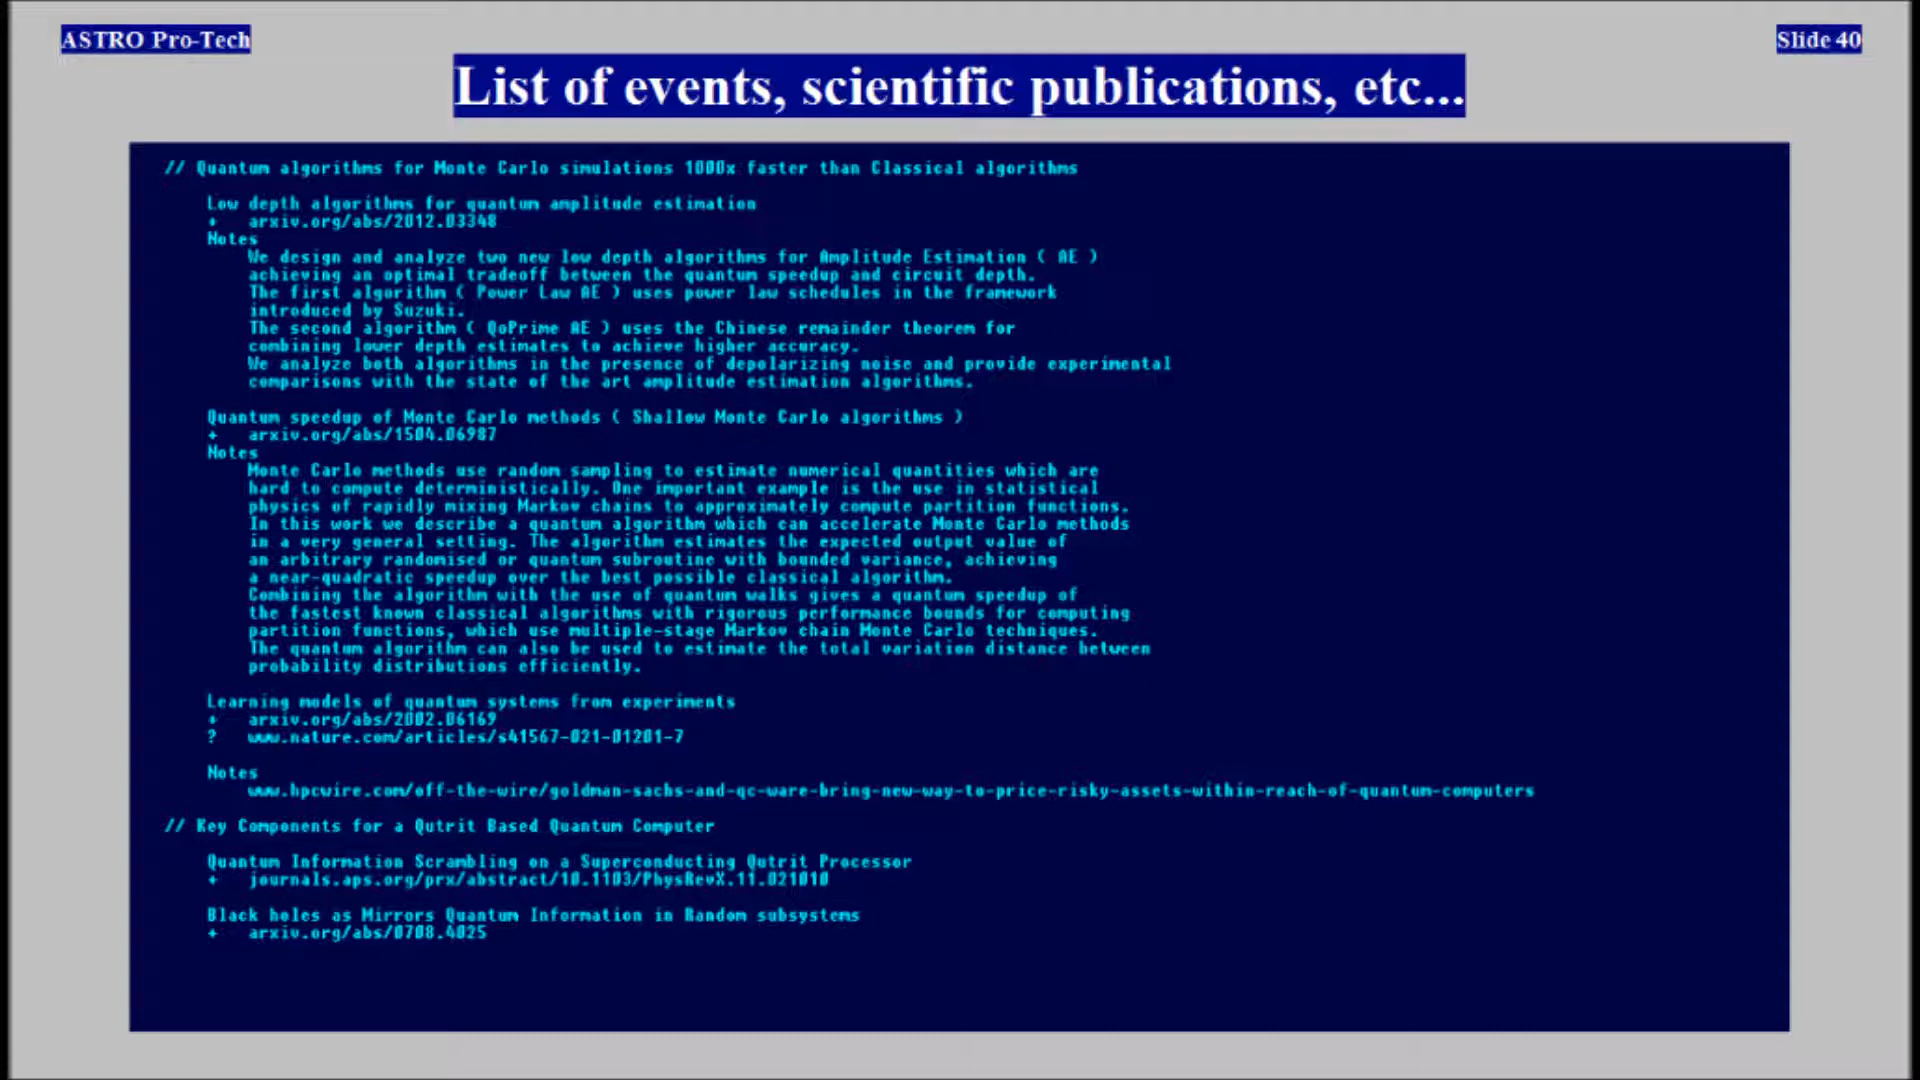 ASTRO Pro-Tech
Slide 40
List of events, scientific publications, etc...
// Quantum algorithms for Monte Carlo simulations 1000x faster than Classical algorithms
Low depth algorithms for quantum amplitude estimation
+ arxiv.org/abs/2012.03348
Notes
We design and analyze two new low depth algorithms for Amplitude Estimation ( AE )
achieving an optimal tradeoff between the quantum speedup and circuit depth.
The first algorithm ( Power Law AE ) uses power law schedules in the framework
introduced by Suzuki.
The second algorithm ( QoPrime AE ) uses the Chinese remainder theorem for
combining lower depth estimates to achieve higher accuracy.
We analyze both algorithms in the presence of depolarizing noise and provide experimental
comparisons with the state of the art amplitude estimation algorithms.
Quantum speedup of Monte Carlo methods ( Shallow Monte Carlo algorithms )
+ arxiv.org/abs/1504.06987
Notes
Monte Carlo methods use random sampling to estimate numerical quantities which are
hard to compute deterministically. One important example is the use in statistical
physics of rapidly mixing Markov chains to approximately compute partition functions.
In this work we describe a quantum algorithm which can accelerate Monte Carlo methods
in a very general setting. The algorithm estimates the expected output value of
an arbitrary randomised or quantum subroutine with bounded variance, achieving
a near-quadratic speedup over the best possible classical algorithm.
Combining the algorithm with the use of quantum walks gives a quantum speedup of
the fastest known classical algorithms with rigorous performance bounds for computing
partition functions, which use multiple-stage Markov chain Monte Carlo techniques.
The quantum algorithm can also be used to estimate the total variation distance between
probability distributions efficiently.
Learning models of quantum systems from experiments
+ arxiv.org/abs/2002.06169
? www.nature.com/articles/s41567-021-01201-7
Notes
www.hpcwire.com/off-the-wire/goldman-sachs-and-qc-ware-bring-new-way-to-price-risky-assets-within-reach-of-quantum-computers
// Key Components for a Qutrit Based Quantum Computer
Quantum Information Scrambling on a Superconducting Qutrit Processor
+ journals.aps.org/prx/abstract/10.1103/PhysRevX.11.021010
Black holes as Mirrors Quantum Information in Random subsystems
+ arxiv.org/abs/0708.4025